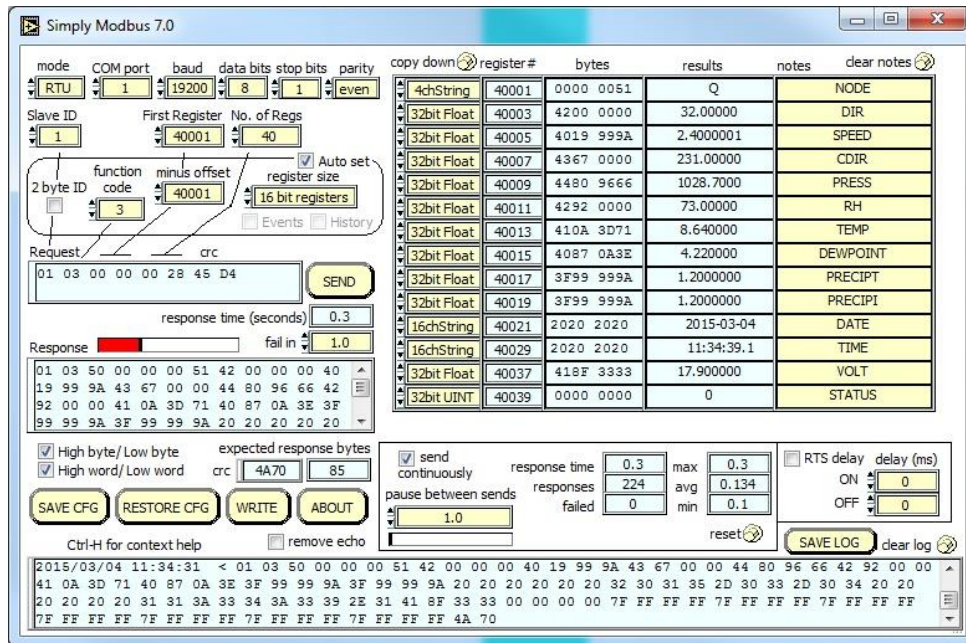 Simply Modbus 7.0
mode COM port baud data bits stop bits parity
RTU 1 19200 8 1 even
Slave ID First Register No. of Regs
1 40001 40
Auto set
2 byte ID function code minus offset register size
3 40001 16 bit registers
Events History
Request crc
01 03 00 00 00 28 45 D4
SEND
response time (seconds) 0.3
Response fail in 1.0
01 03 50 00 00 00 51 42 00 00 00 40
19 99 9A 43 67 00 00 44 80 96 66 42
92 00 00 41 0A 3D 71 40 87 0A 3E 3F
99 99 9A 3F 99 99 9A 20 20 20 20 20
High byte/ Low byte expected response bytes
High word/ Low word crc 4A70 85
SAVE CFG RESTORE CFG WRITE ABOUT
Ctrl-H for context help remove echo
copy down register # bytes results notes clear notes
4chString 40001 0000 0051 Q NODE
32bit Float 40003 4200 0000 32.00000 DIR
32bit Float 40005 4019 999A 2.4000001 SPEED
32bit Float 40007 4367 0000 231.00000 CDIR
32bit Float 40009 4480 9666 1028.7000 PRESS
32bit Float 40011 4292 0000 73.00000 RH
32bit Float 40013 410A 3D71 8.640000 TEMP
32bit Float 40015 4087 0A3E 4.220000 DEWPOINT
32bit Float 40017 3F99 999A 1.2000000 PRECIPT
32bit Float 40019 3F99 999A 1.2000000 PRECIPI
16chString 40021 2020 2020 2015-03-04 DATE
16chString 40029 2020 2020 11:34:39.1 TIME
32bit Float 40037 418F 3333 17.900000 VOLT
32bit UINT 40039 0000 0000 0 STATUS
send continuously
pause between sends
1.0
response time 0.3 max 0.3
responses 224 avg 0.134
failed 0 min 0.1
reset
RTS delay delay (ms)
ON 0
OFF 0
SAVE LOG clear log
2015/03/04 11:34:31 < 01 03 50 00 00 00 51 42 00 00 00 40 19 99 9A 43 67 00 00 44 80 96 66 42 92 00 00
41 0A 3D 71 40 87 0A 3E 3F 99 99 9A 3F 99 99 9A 20 20 20 20 20 20 32 30 31 35 2D 30 33 2D 30 34 20 20
20 20 20 20 31 31 3A 33 34 3A 33 39 2E 31 41 8F 33 33 00 00 00 00 7F FF FF FF 7F FF FF FF 7F FF FF FF
7F FF FF FF 7F FF FF FF 7F FF FF FF 7F FF FF FF 4A 70